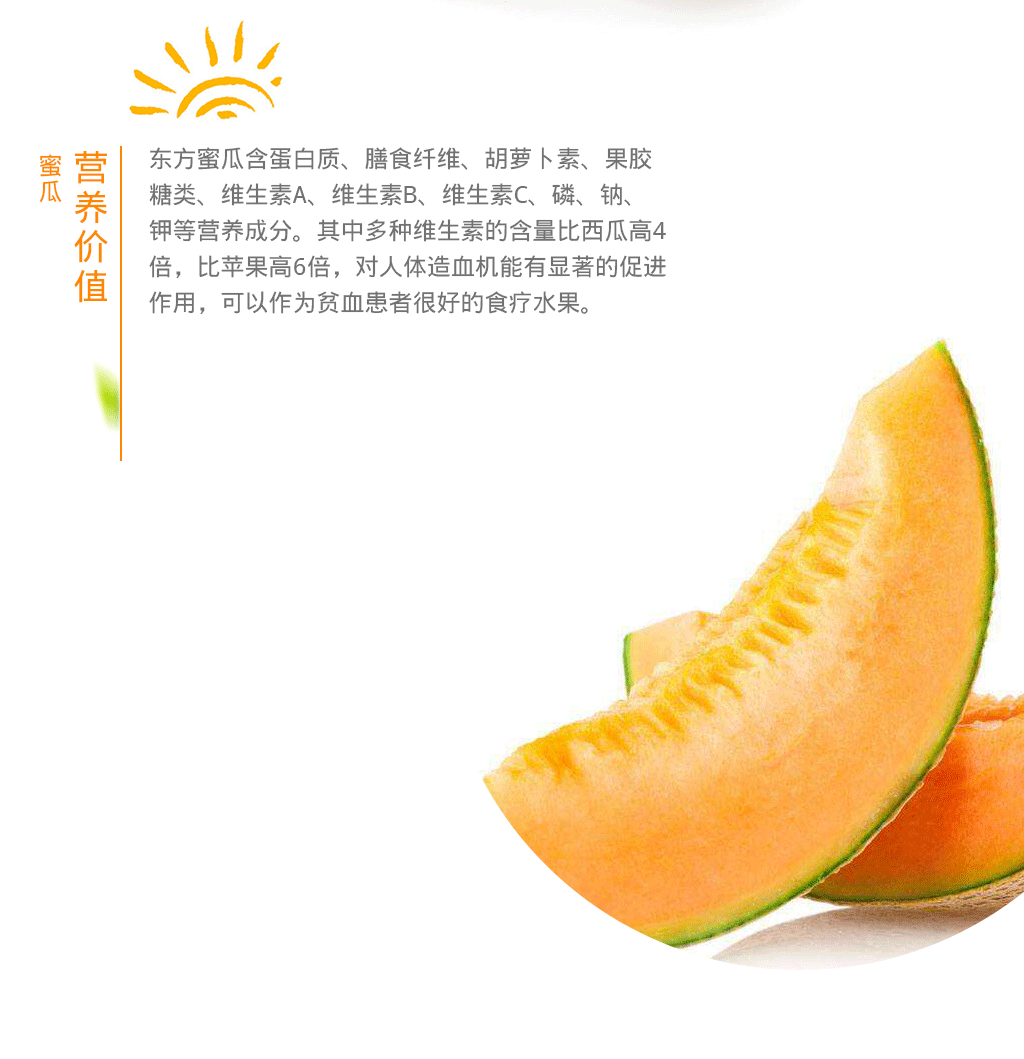 蜜瓜
营养价值
东方蜜瓜含蛋白质、膳食纤维、胡萝卜素、果胶
糖类、维生素A、维生素B、维生素C、磷、钠、
钾等营养成分。其中多种维生素的含量比西瓜高4
倍，比苹果高6倍，对人体造血机能有显著的促进
作用，可以作为贫血患者很好的食疗水果。